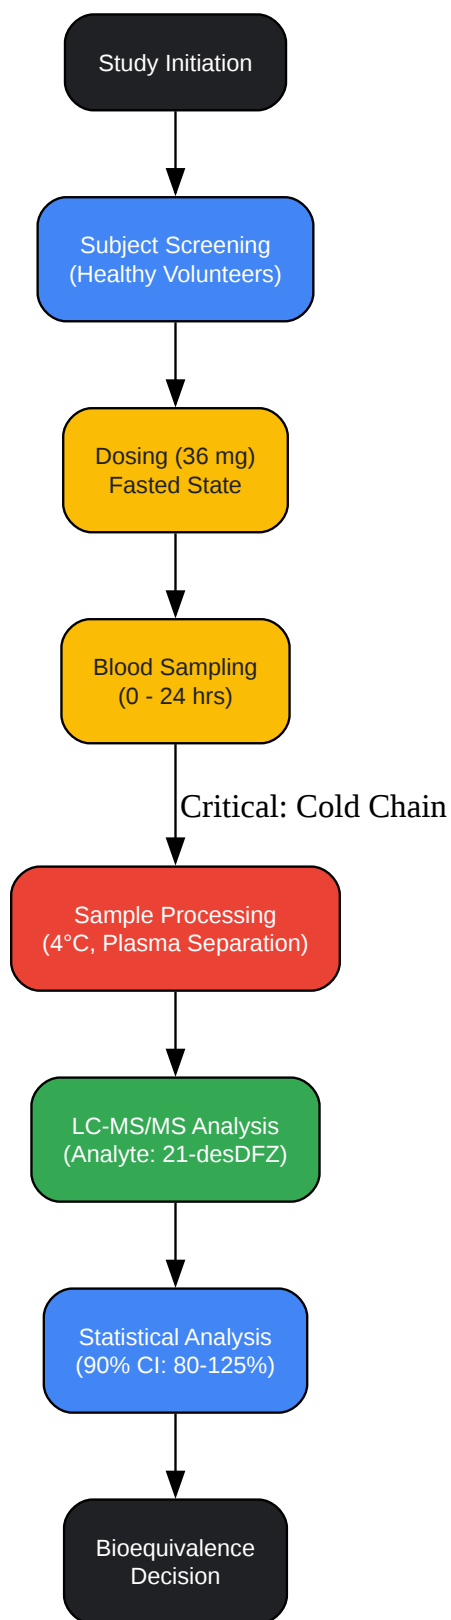 Study Initiation
Subject Screening
(Healthy Volunteers)
Dosing (36 mg)
Fasted State
Blood Sampling
(0 - 24 hrs)
Critical: Cold Chain
Sample Processing
(4°C, Plasma Separation)
LC-MS/MS Analysis
(Analyte: 21-desDFZ)
Statistical Analysis
(90% CI: 80-125%)
Bioequivalence
Decision